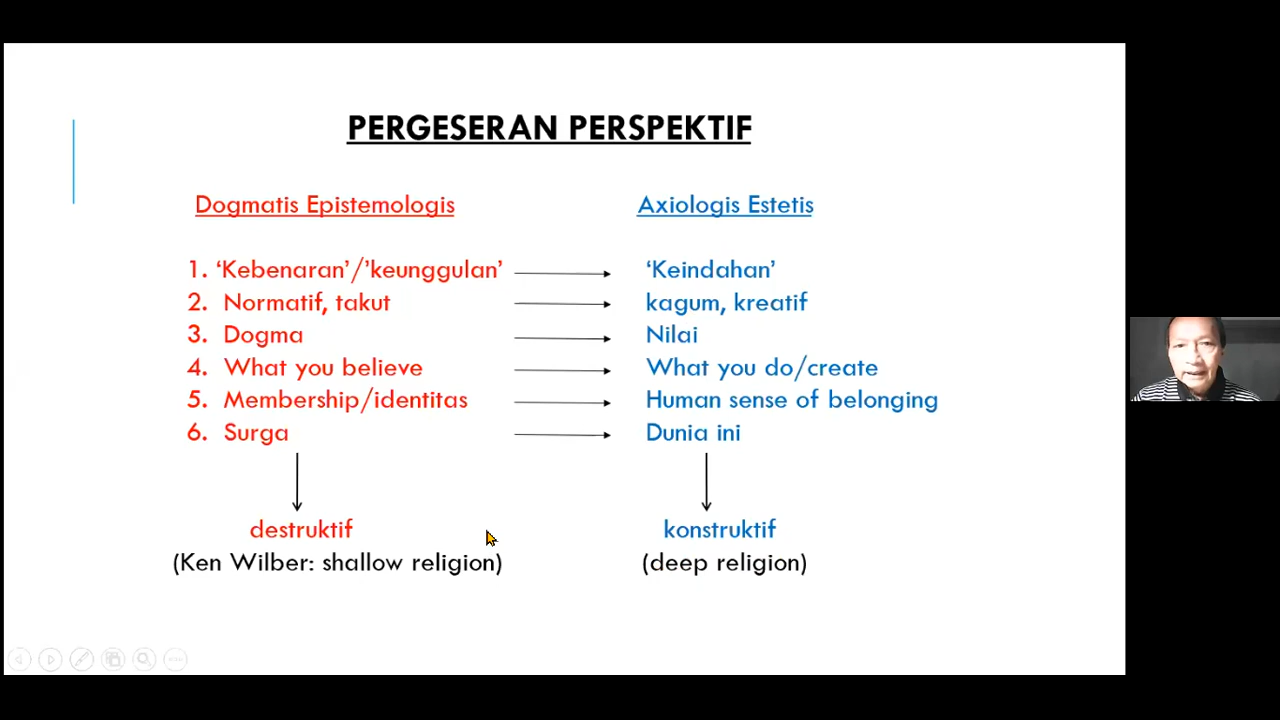 PERGESERAN PERSPEKTIF
Dogmatis Epistemologis Axiologis Estetis
1. ‘Kebenaran’/’keunggulan’ ‘Keindahan’
2. Normatif, takut kagum, kreatif
3. Dogma Nilai
4. What you believe What you do/create
5. Membership/identitas Human sense of belonging
6. Surga Dunia ini
destruktif konstruktif
(Ken Wilber: shallow religion) (deep religion)